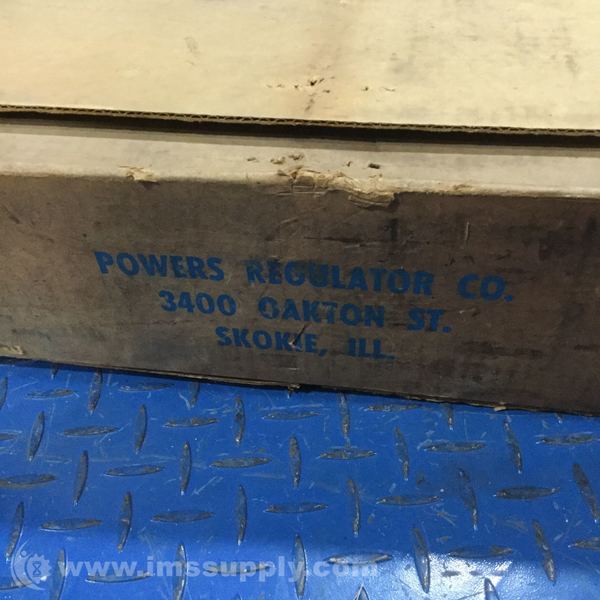 POWERS REGULATOR CO.
3400 OAKTON ST.
SKOKIE, ILL.
www.imssupply.com